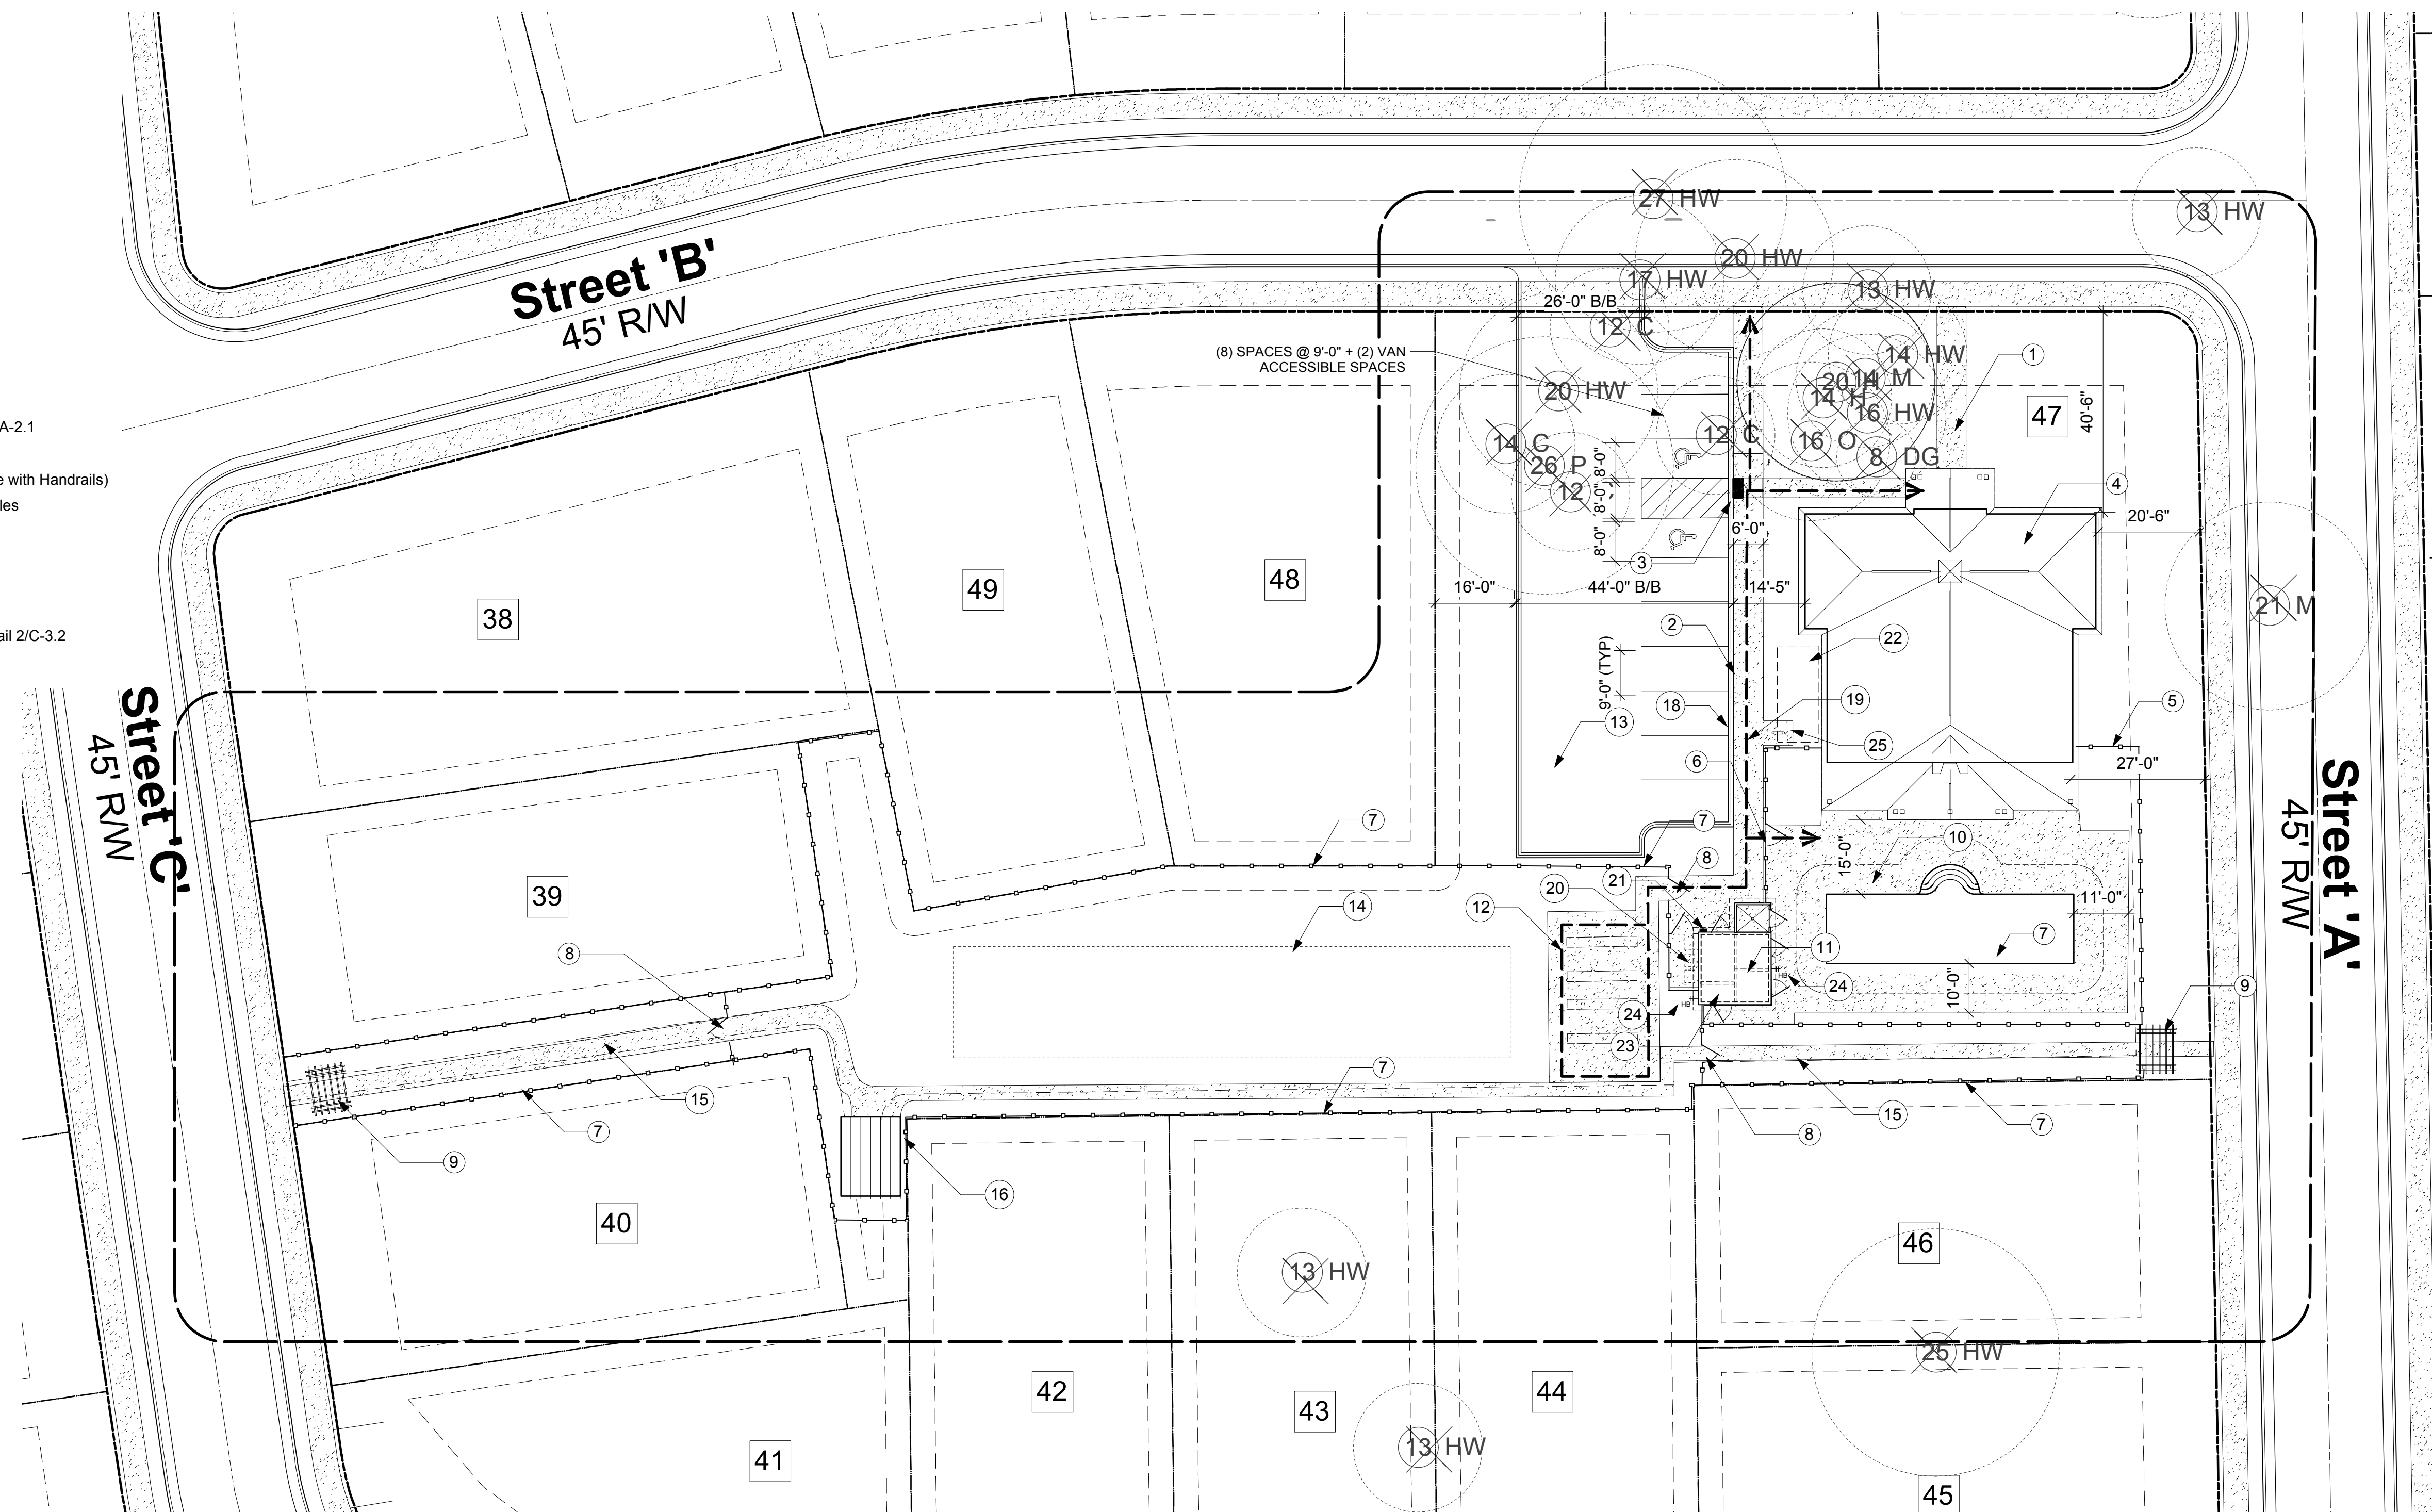 27 HW
13 HW
20 HW
17 HW
13 HW
Street 'B'
45' R/W
26'-0" B/B
12 C
(8) SPACES @ 9'-0" + (2) VAN
ACCESSIBLE SPACES
14 HW
1
20 H
14 M
20 HW
14 H
16 HW
47
40'-6"
A-2.1
14 C
12 C
16 O
8 DG
26 P
8'-0"
e with Handrails)
12
8'-0"
4
les
20'-6"
6'-0"
8'-0"
3
49
48
16'-0"
44'-0" B/B
14'-5"
38
21 M
ail 2/C-3.2
2
22
9'-0" (TYP)
18
19
5
13
25
Street 'C'
45' R/W
6
27'-0"
Street 'A'
45' R/W
7
7
10
15'-0"
8
21
20
39
14
12
11'-0"
7
11
8
HB
24
9
10'-0"
HB
24
23
7
15
15
7
8
7
9
16
40
46
13 HW
25 HW
42
43
44
13 HW
41
45